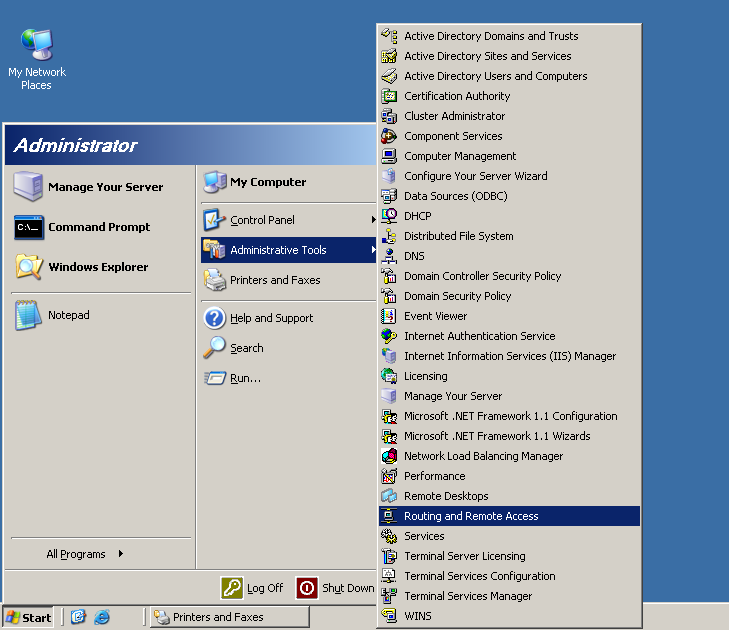 My Network
Places
Administrator
Manage Your Server
Command Prompt
Windows Explorer
Notepad
All Programs
My Computer
Control Panel
Administrative Tools
Printers and Faxes
Help and Support
Search
Run...
Log Off
Shut Down
Active Directory Domains and Trusts
Active Directory Sites and Services
Active Directory Users and Computers
Certification Authority
Cluster Administrator
Component Services
Computer Management
Configure Your Server Wizard
Data Sources (ODBC)
DHCP
Distributed File System
DNS
Domain Controller Security Policy
Domain Security Policy
Event Viewer
Internet Authentication Service
Internet Information Services (IIS) Manager
Licensing
Manage Your Server
Microsoft .NET Framework 1.1 Configuration
Microsoft .NET Framework 1.1 Wizards
Network Load Balancing Manager
Performance
Remote Desktops
Routing and Remote Access
Services
Terminal Server Licensing
Terminal Services Configuration
Terminal Services Manager
WINS
Start
Printers and Faxes